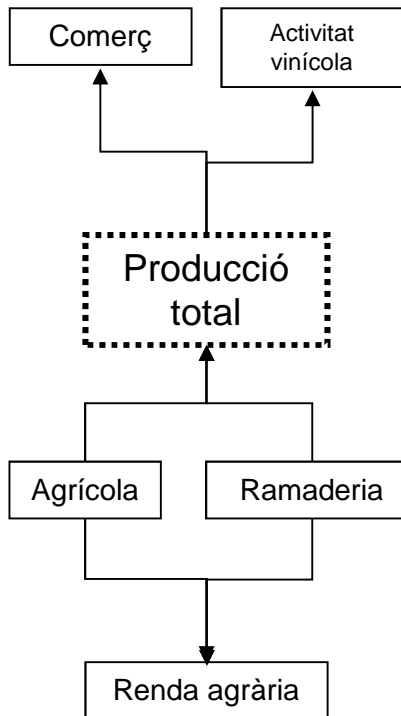 Comerç
Activitat
vinícola
Producció
total
Agrícola
Ramaderia
Renda agrària